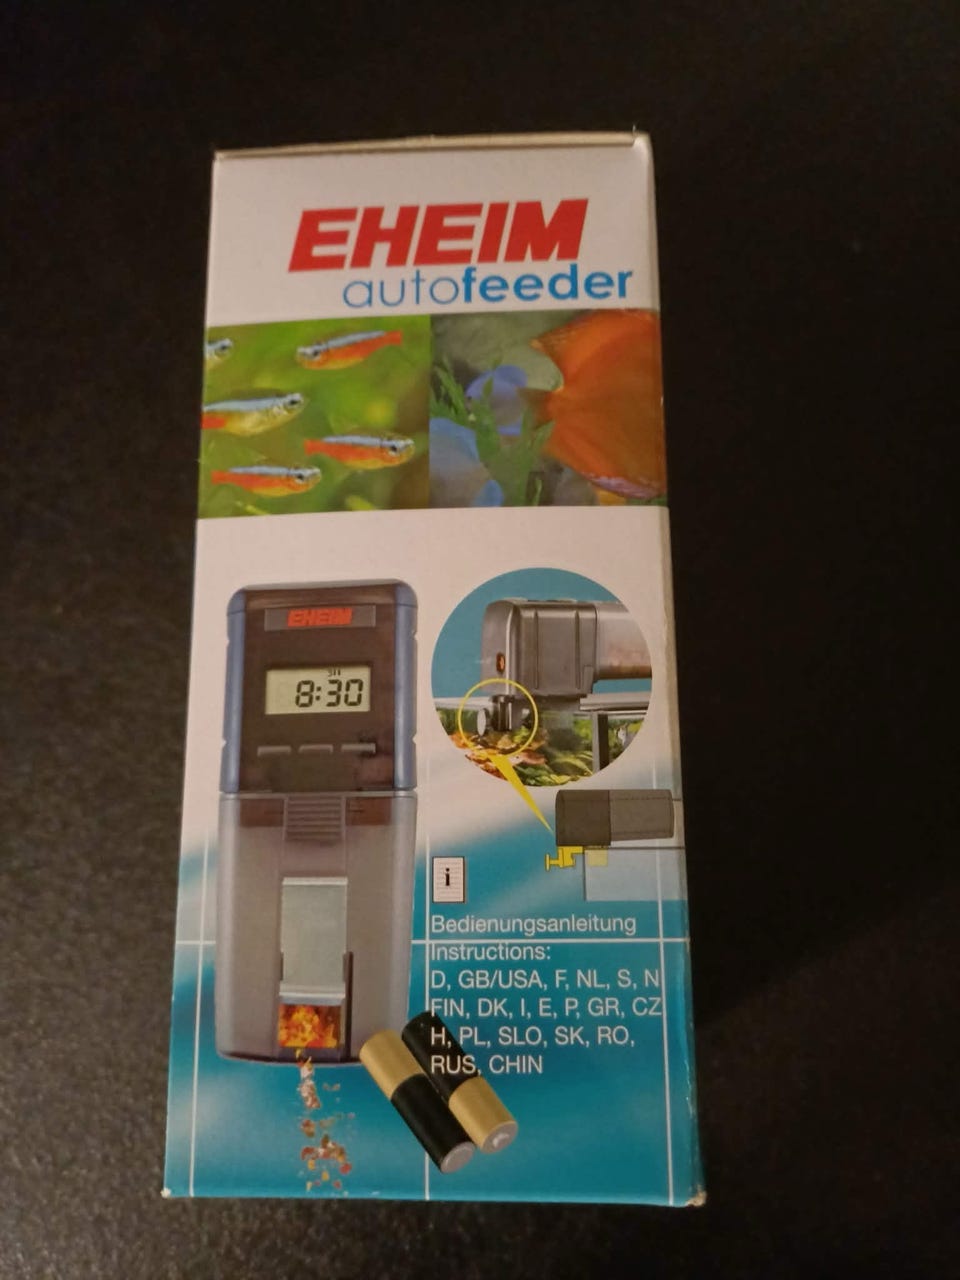 EHEIM
autofeeder
EHEIM
8:30
i
Bedienungsanleitung
Instructions:
D, GB/USA, F, NL, S, N
FIN, DK, I, E, P, GR, CZ
H, PL, SLO, SK, RO,
RUS, CHIN